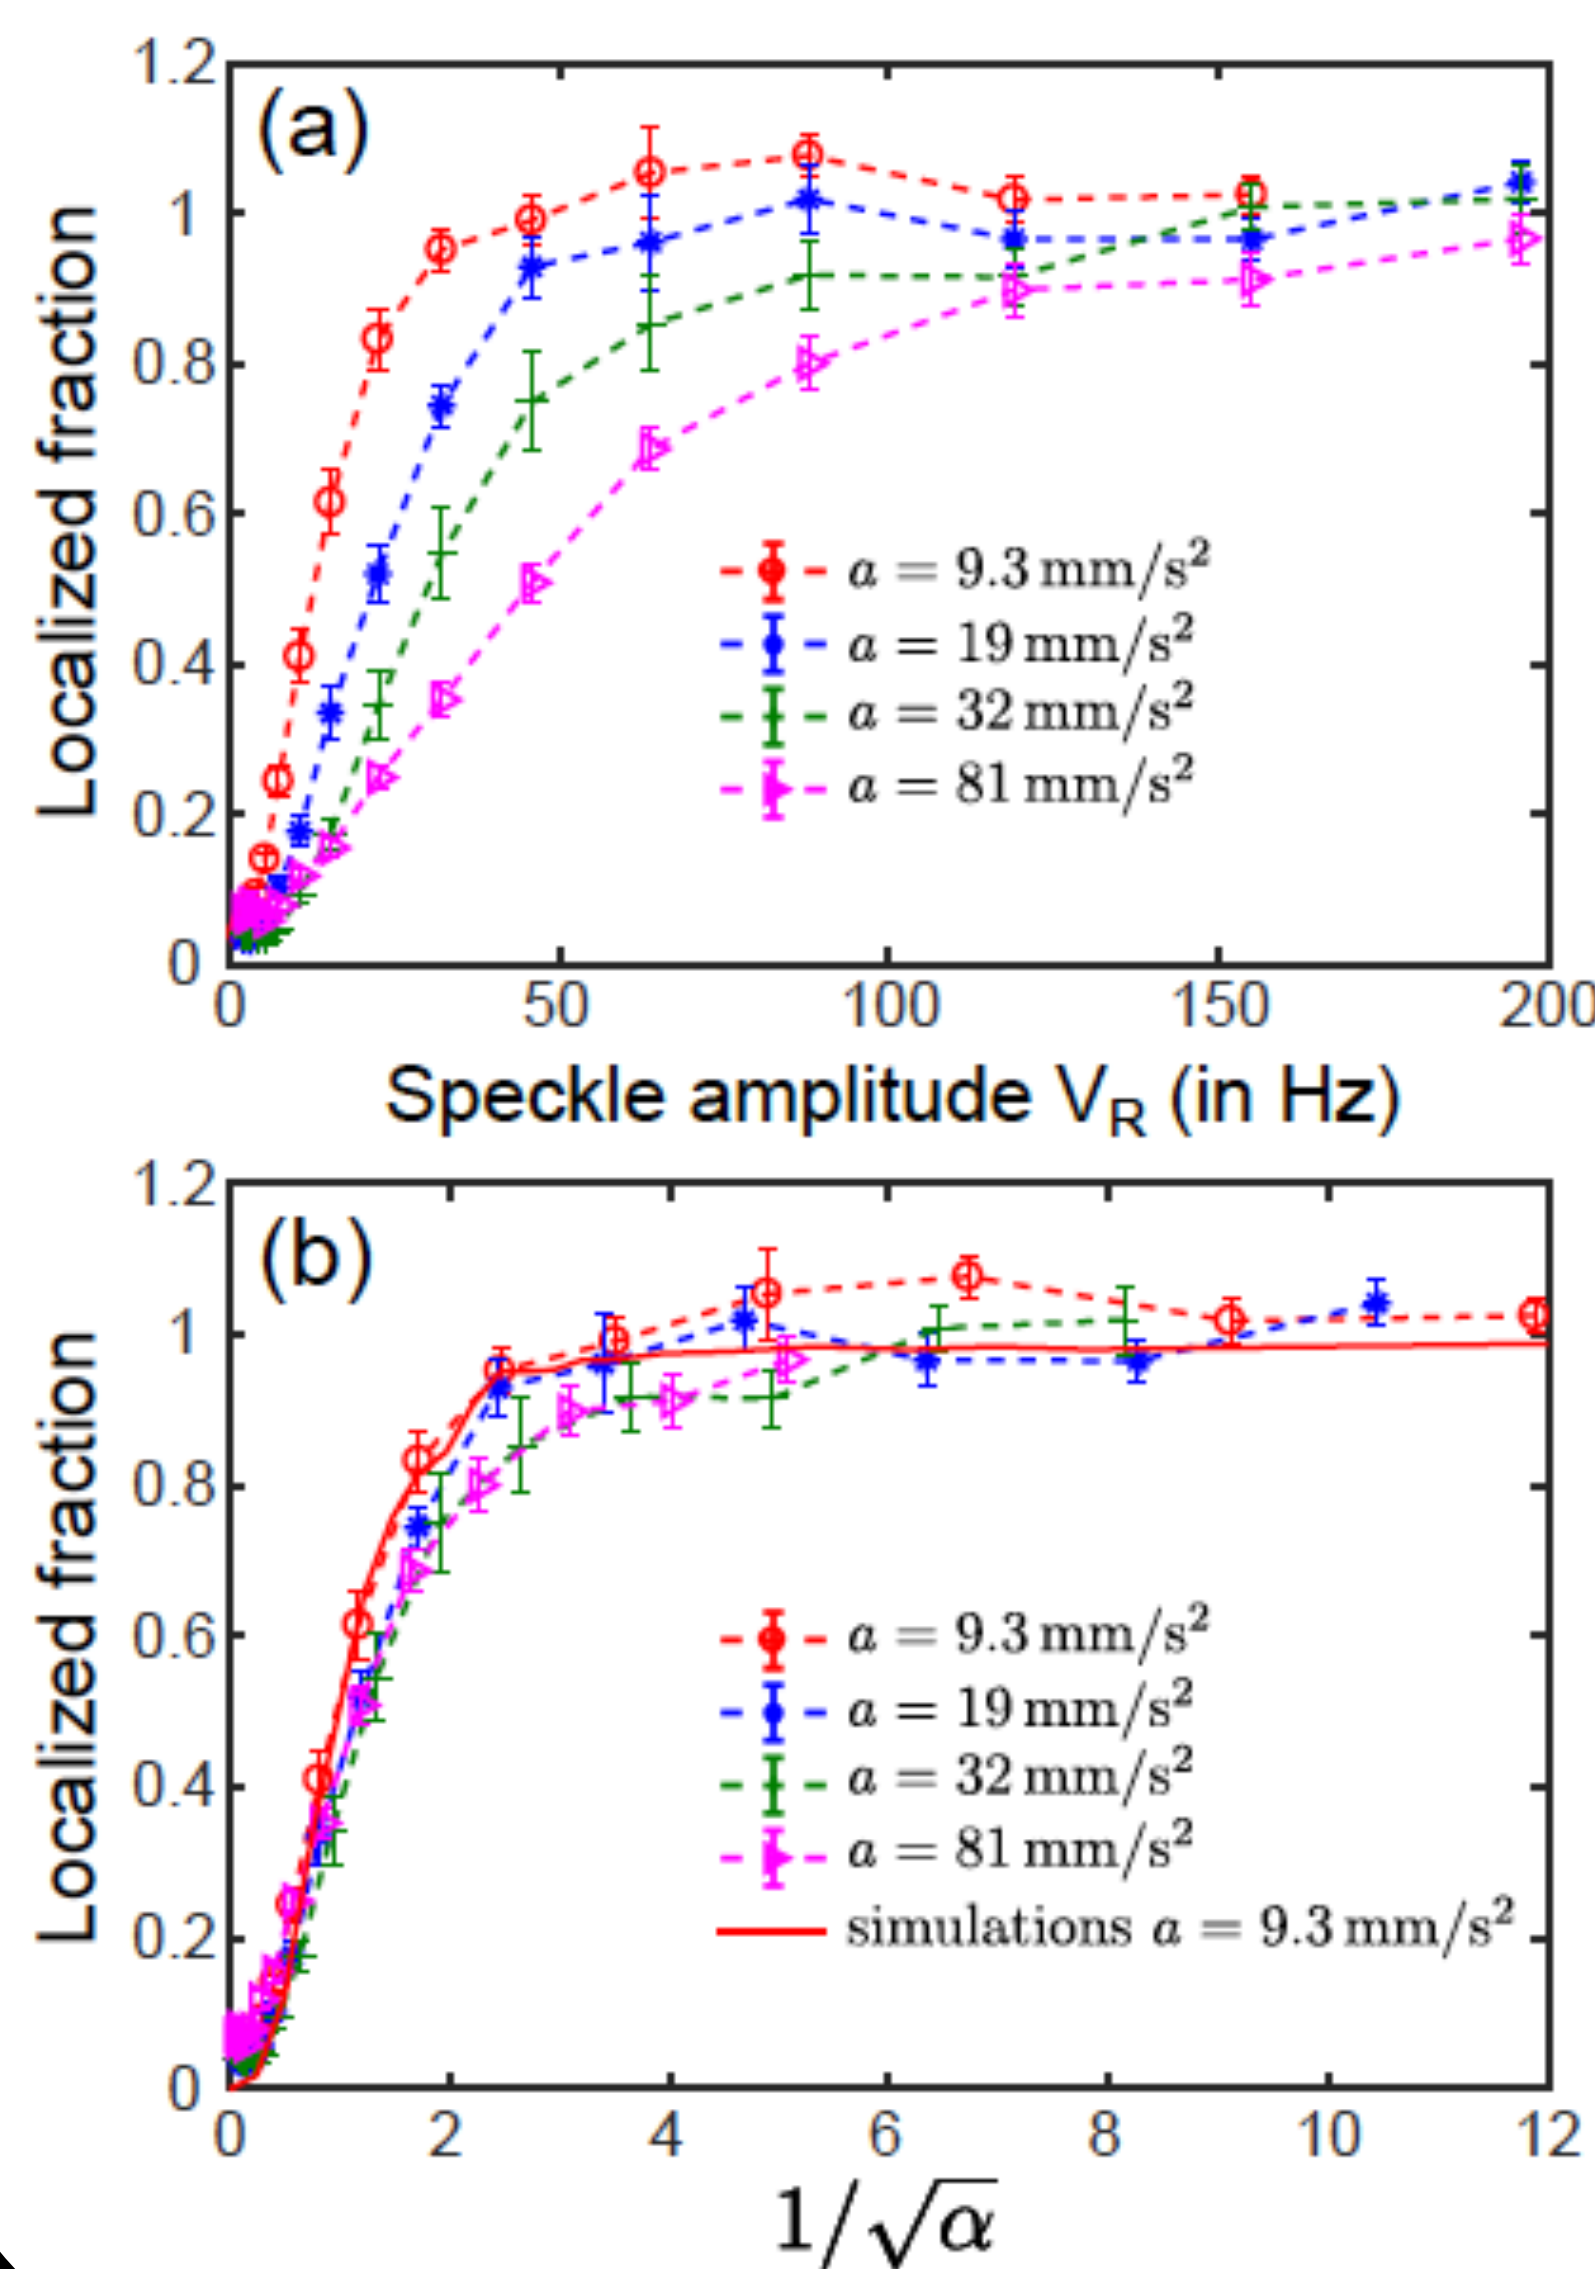 (a)
Localized fraction
1.2
1
0.8
0.6
0.4
0.2
0
a = 9.3 mm/s²
a = 19 mm/s²
a = 32 mm/s²
a = 81 mm/s²
0 50 100 150 200
Speckle amplitude V_R (in Hz)
(b)
Localized fraction
1.2
1
0.8
0.6
0.4
0.2
0
a = 9.3 mm/s²
a = 19 mm/s²
a = 32 mm/s²
a = 81 mm/s²
simulations a = 9.3 mm/s²
0 2 4 6 8 10 12
1/√α